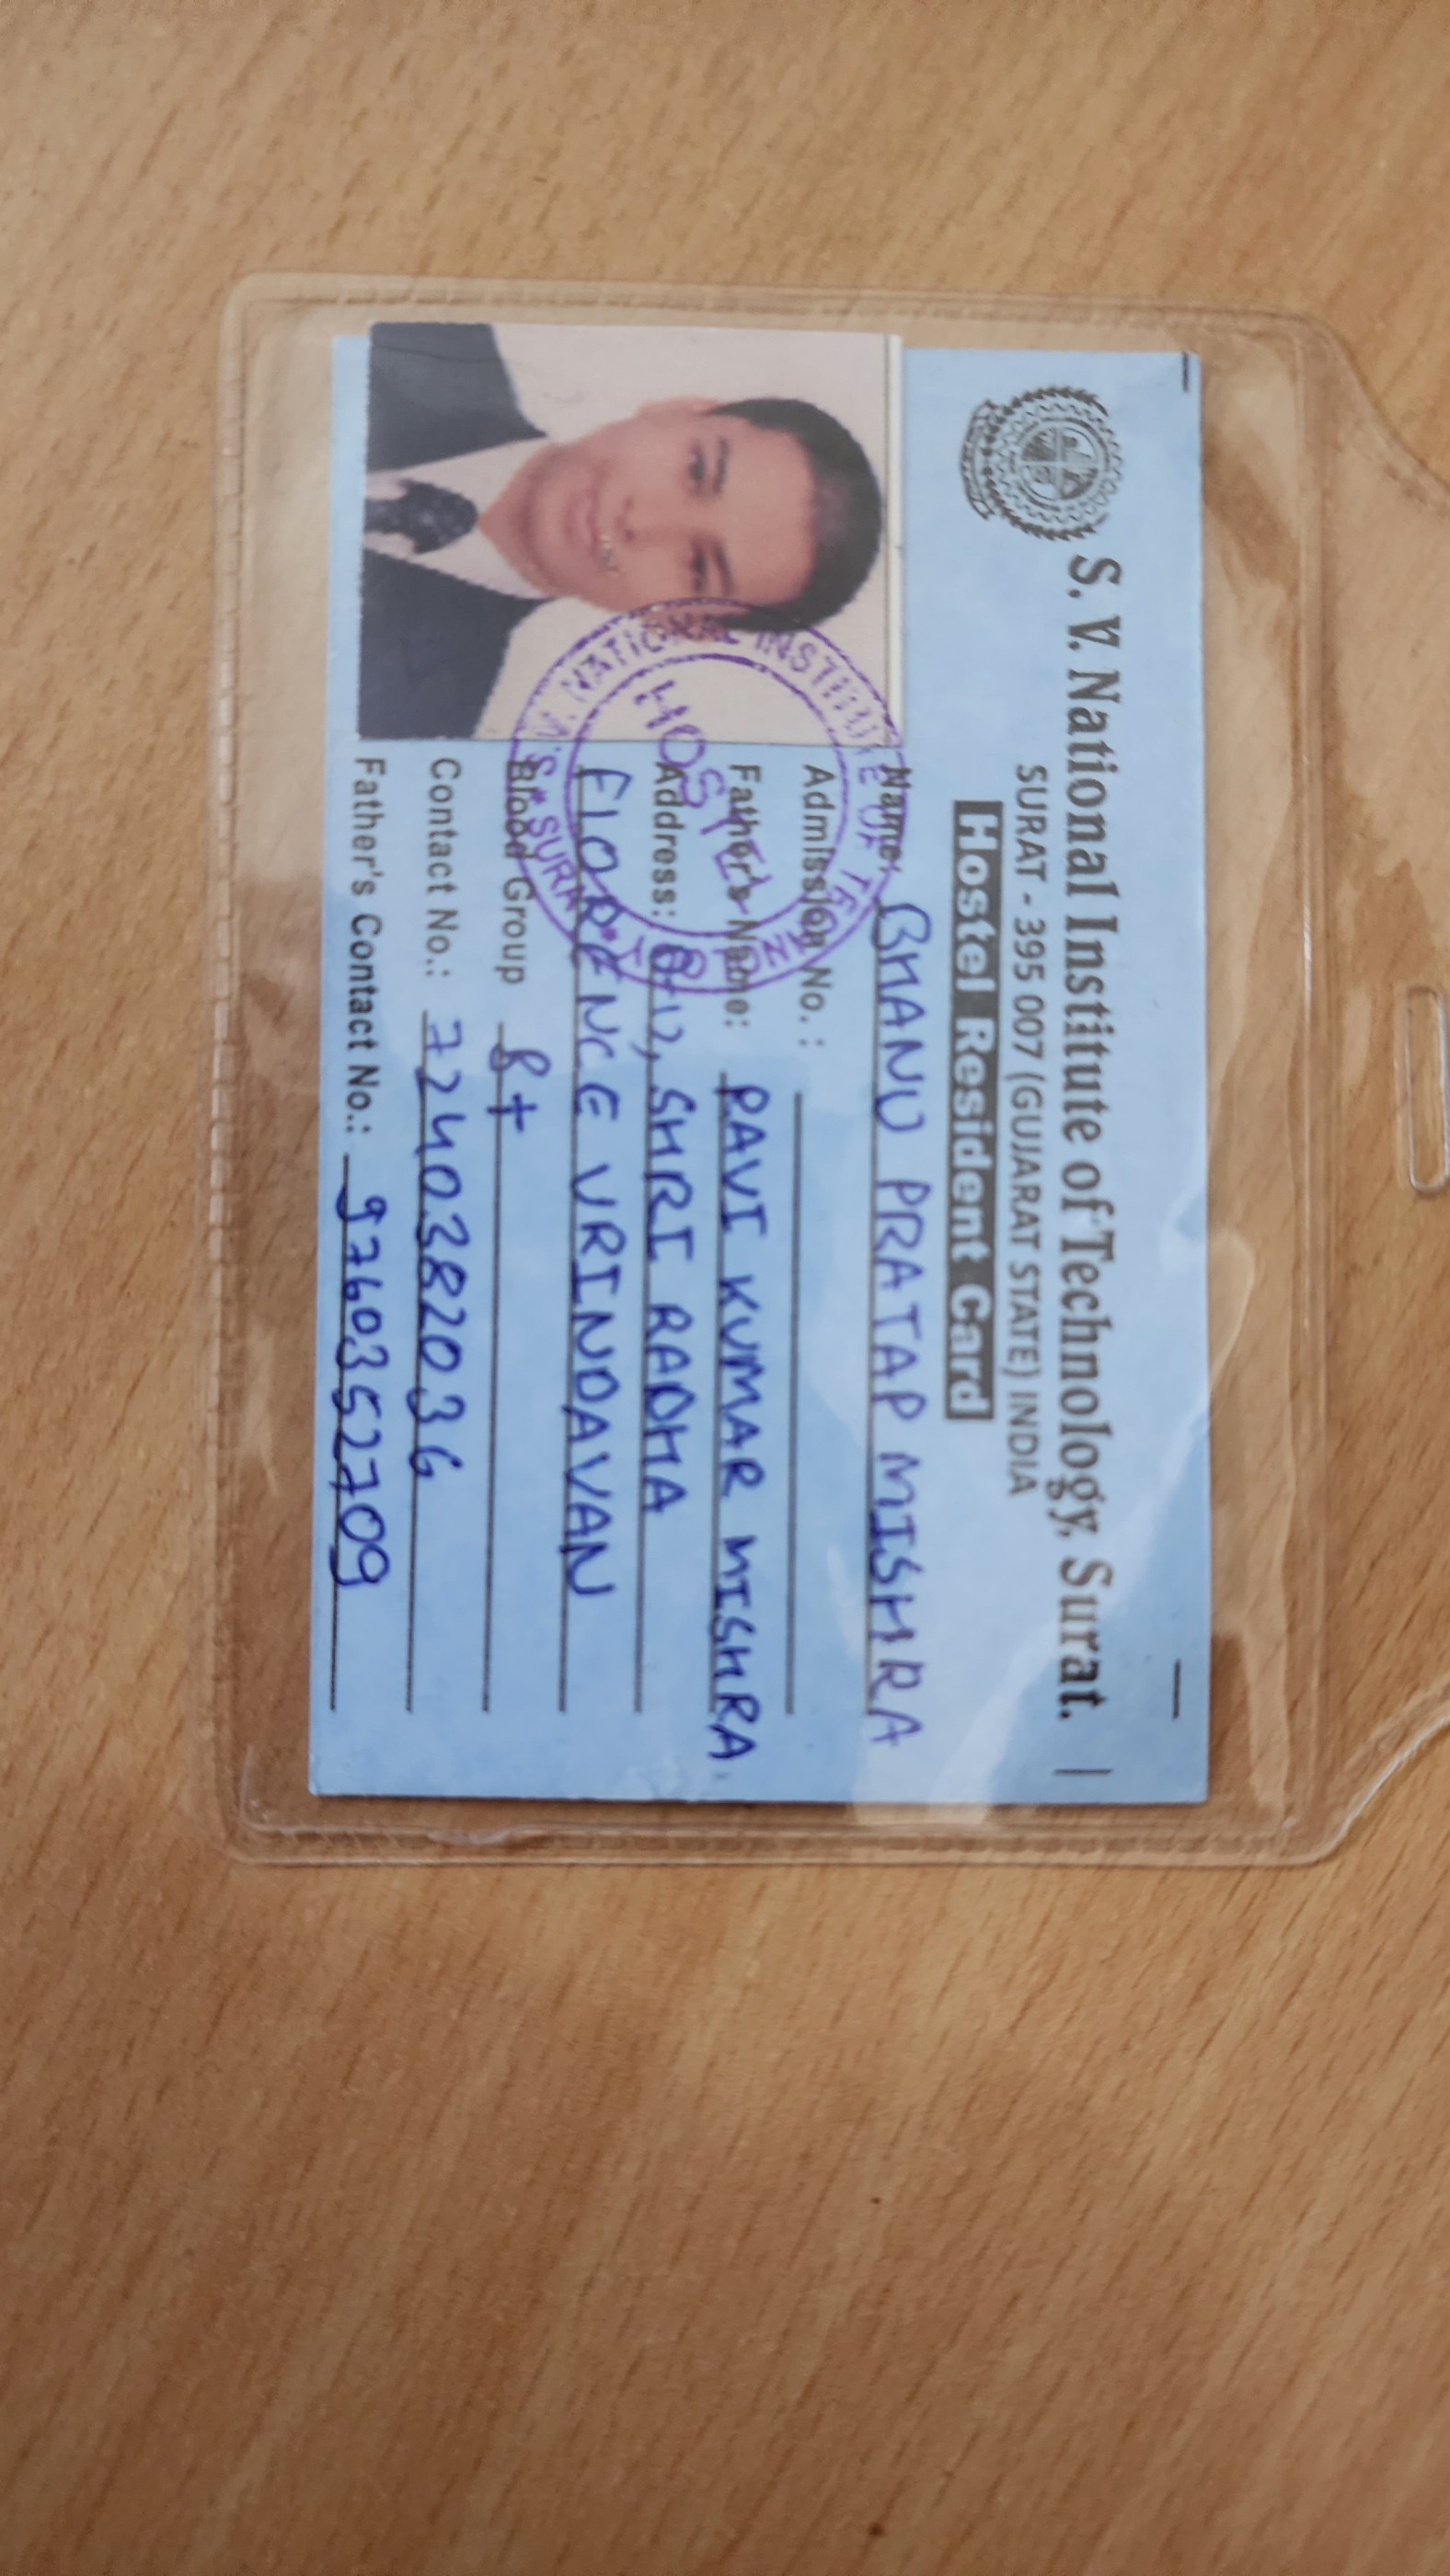 S. V. National Institute of Technology, Surat.
SURAT - 395 007 (GUJARAT STATE) INDIA
Hostel Resident Card
Name: BHANU PRATAP MISHRA
Admission No. :
Father's Name: RAVI KUMAR MISHRA
Address: SHRI RADHA
FLORENCE VRINDAVAN
Blood Group B+
Contact No.: 7240382036
Father's Contact No.: 9760352709
S.V. NATIONAL INSTITUTE OF TECHNOLOGY * SURAT *
HOSTEL